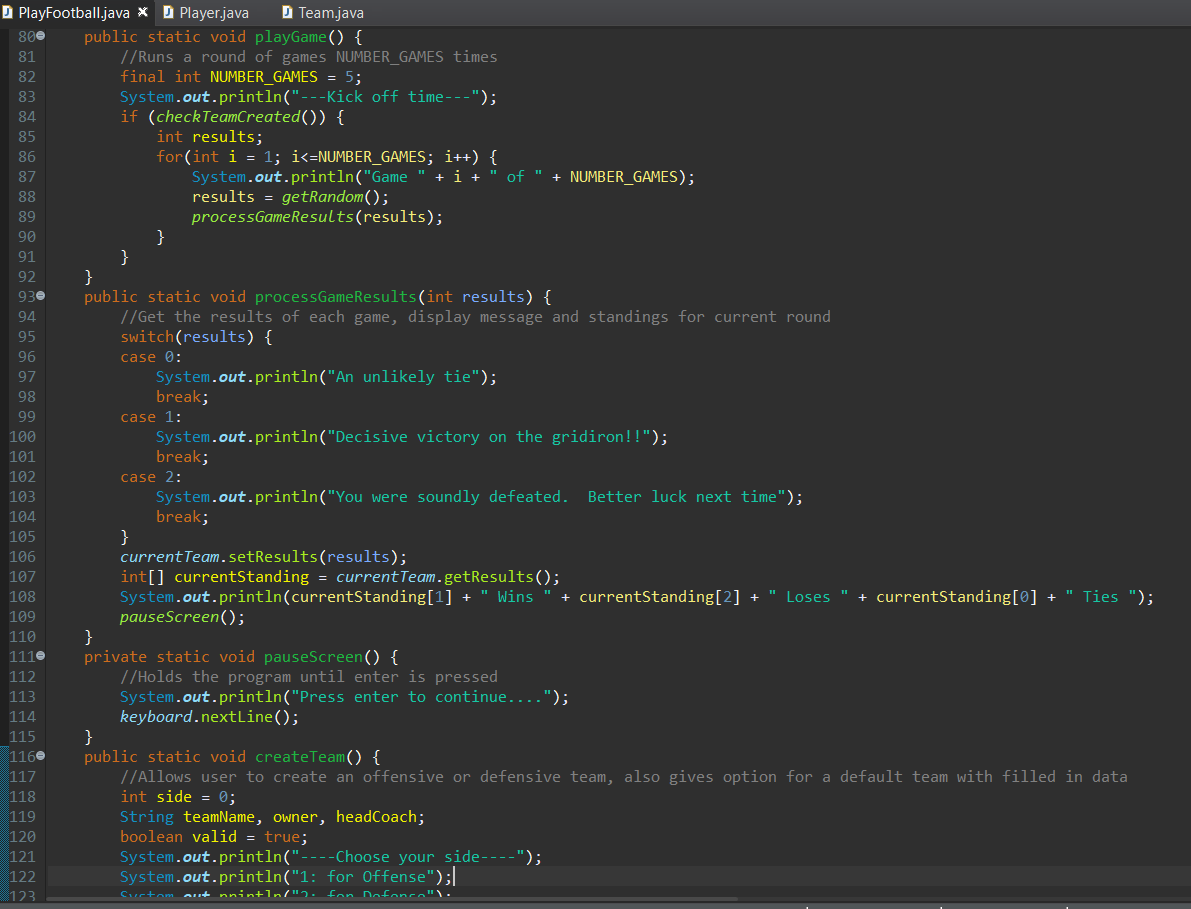 PlayFootball.java Player.java Team.java
80 public static void playGame() {
81 //Runs a round of games NUMBER_GAMES times
82 final int NUMBER_GAMES = 5;
83 System.out.println("---Kick off time---");
84 if (checkTeamCreated()) {
85 int results;
86 for(int i = 1; i<=NUMBER_GAMES; i++) {
87 System.out.println("Game " + i + " of " + NUMBER_GAMES);
88 results = getRandom();
89 processGameResults(results);
90 }
91 }
92 }
93 public static void processGameResults(int results) {
94 //Get the results of each game, display message and standings for current round
95 switch(results) {
96 case 0:
97 System.out.println("An unlikely tie");
98 break;
99 case 1:
100 System.out.println("Decisive victory on the gridiron!!");
101 break;
102 case 2:
103 System.out.println("You were soundly defeated.  Better luck next time");
104 break;
105 }
106 currentTeam.setResults(results);
107 int[] currentStanding = currentTeam.getResults();
108 System.out.println(currentStanding[1] + " Wins " + currentStanding[2] + " Loses " + currentStanding[0] + " Ties ");
109 pauseScreen();
110 }
111 private static void pauseScreen() {
112 //Holds the program until enter is pressed
113 System.out.println("Press enter to continue....");
114 keyboard.nextLine();
115 }
116 public static void createTeam() {
117 //Allows user to create an offensive or defensive team, also gives option for a default team with filled in data
118 int side = 0;
119 String teamName, owner, headCoach;
120 boolean valid = true;
121 System.out.println("----Choose your side----");
122 System.out.println("1: for Offense");
123 System.out.println("2: for Defense");